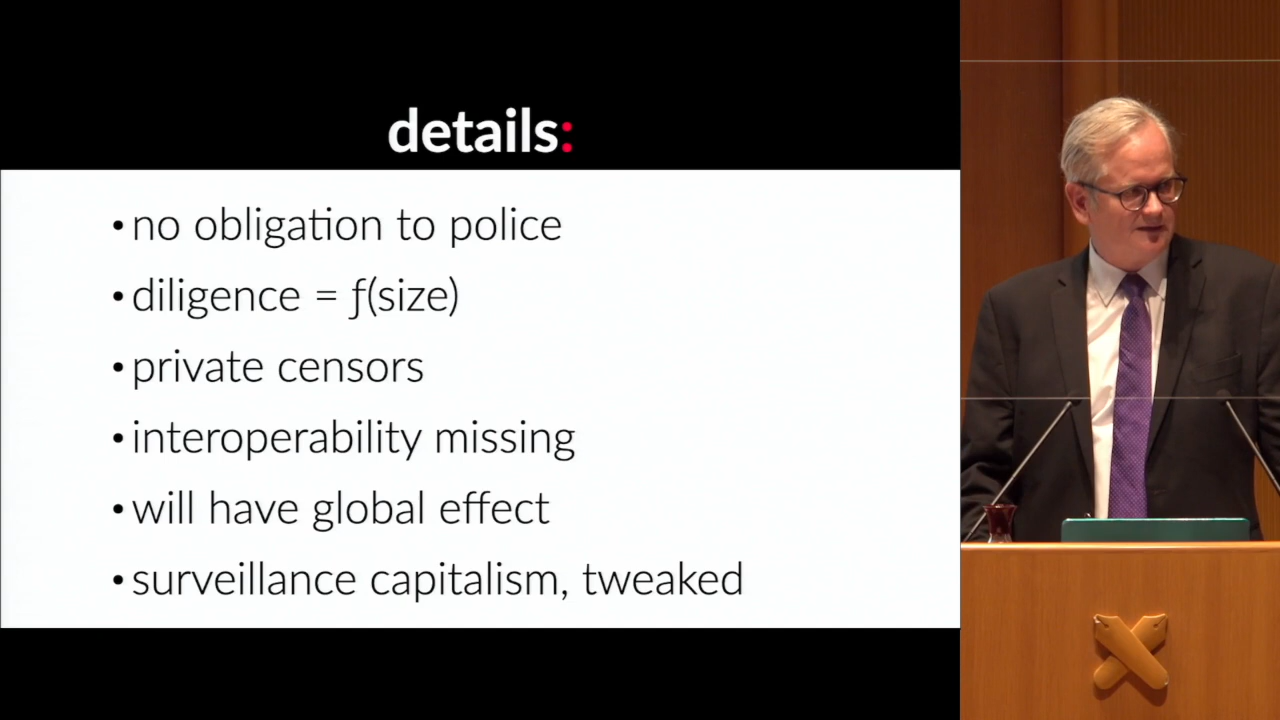 details:
• no obligation to police
• diligence = ƒ(size)
• private censors
• interoperability missing
• will have global effect
• surveillance capitalism, tweaked